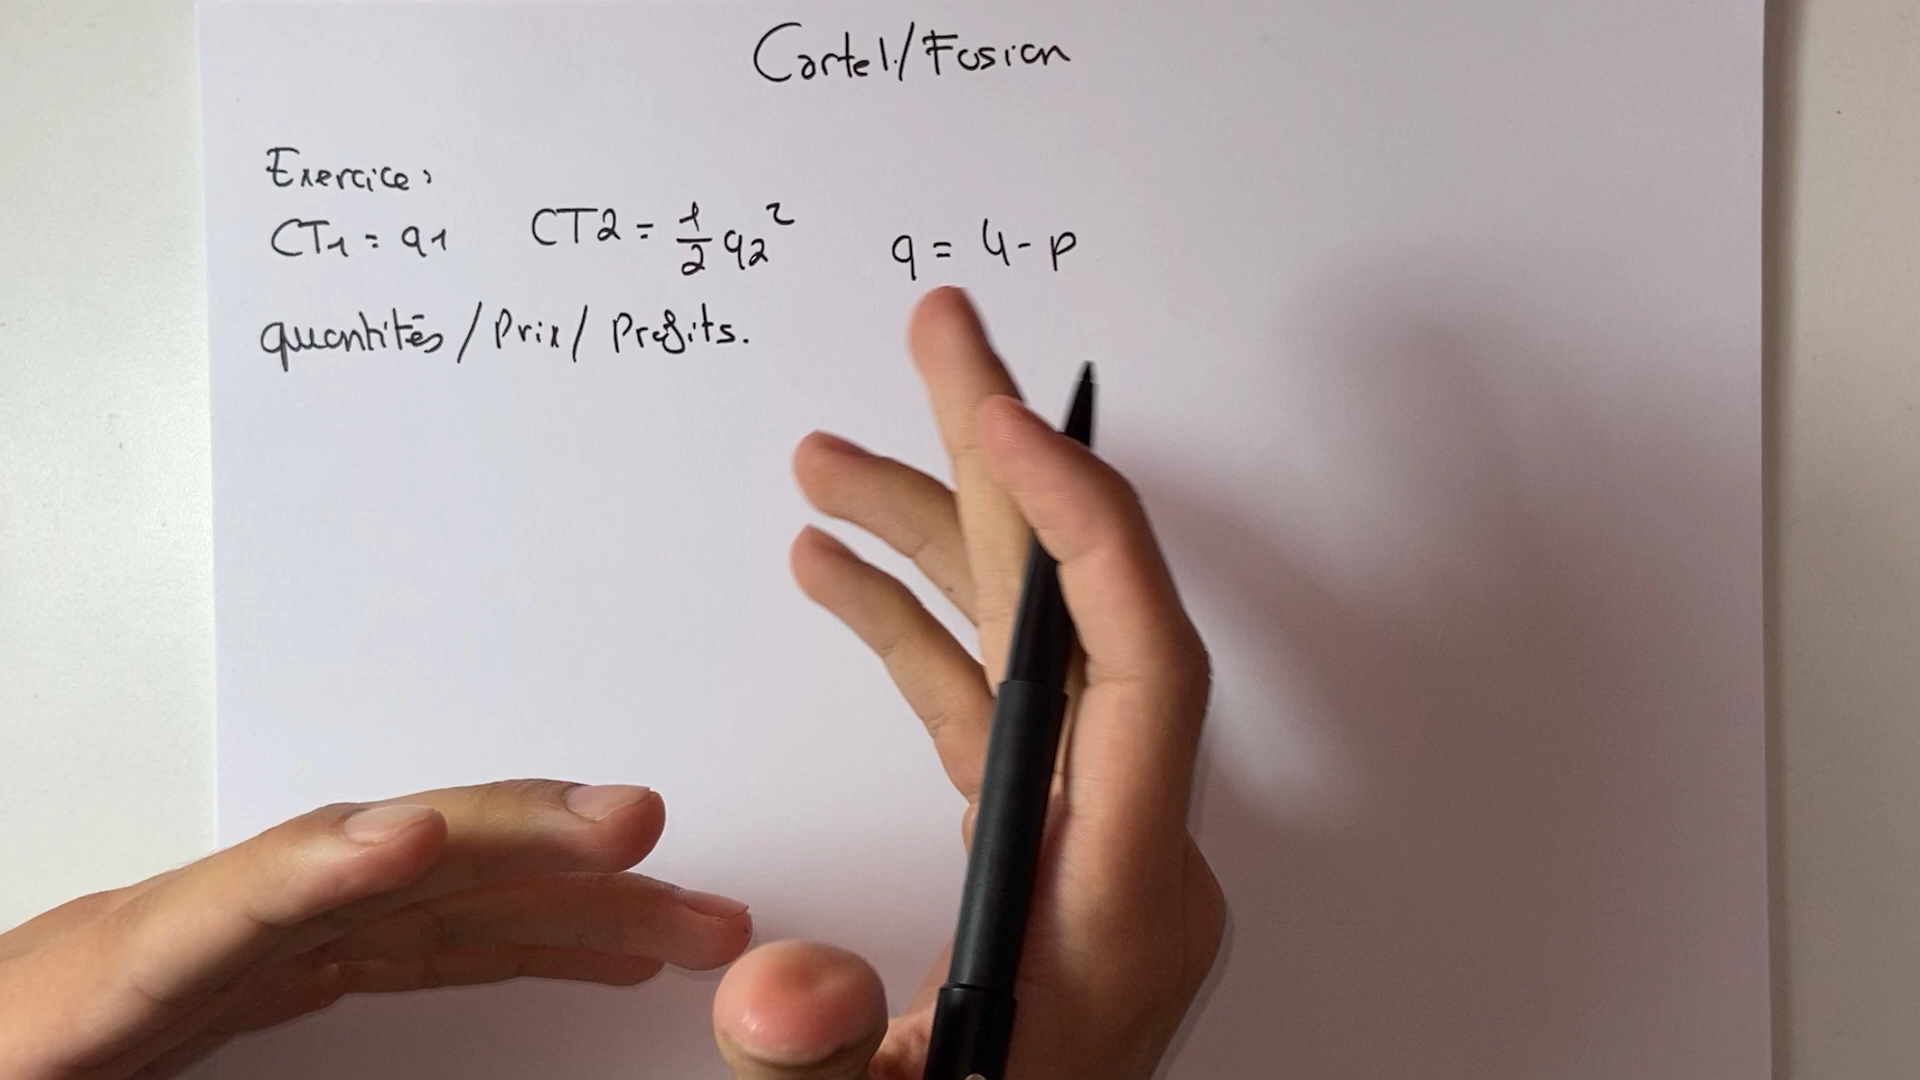 Cartel/Fusion
Exercice:
CT1 = q1 CT2 = 1/2 q2² q = 4-p
quantités/Prix/Profits.